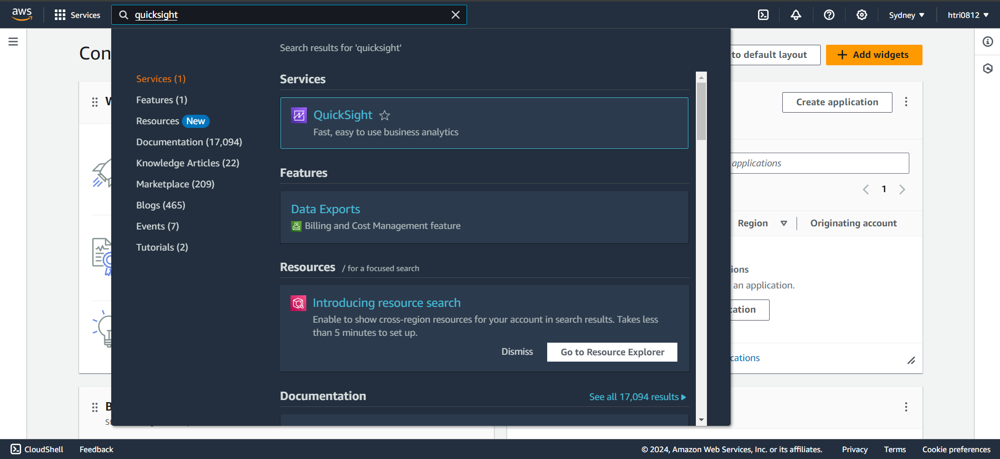 aws
Services
quicksight
Sydney
htri0812
Con
to default layout
Add widgets
Search results for 'quicksight'
Services (1)
Features (1)
Resources New
Documentation (17,094)
Knowledge Articles (22)
Marketplace (209)
Blogs (465)
Events (7)
Tutorials (2)
Services
QuickSight
Fast, easy to use business analytics
Features
Data Exports
Billing and Cost Management feature
Resources / for a focused search
Introducing resource search
Enable to show cross-region resources for your account in search results. Takes less
than 5 minutes to set up.
Dismiss
Go to Resource Explorer
Documentation
See all 17,094 results
Create application
applications
1
Region
Originating account
ions
an application.
cation
cations
B
CloudShell
Feedback
© 2024, Amazon Web Services, Inc. or its affiliates.
Privacy
Terms
Cookie preferences